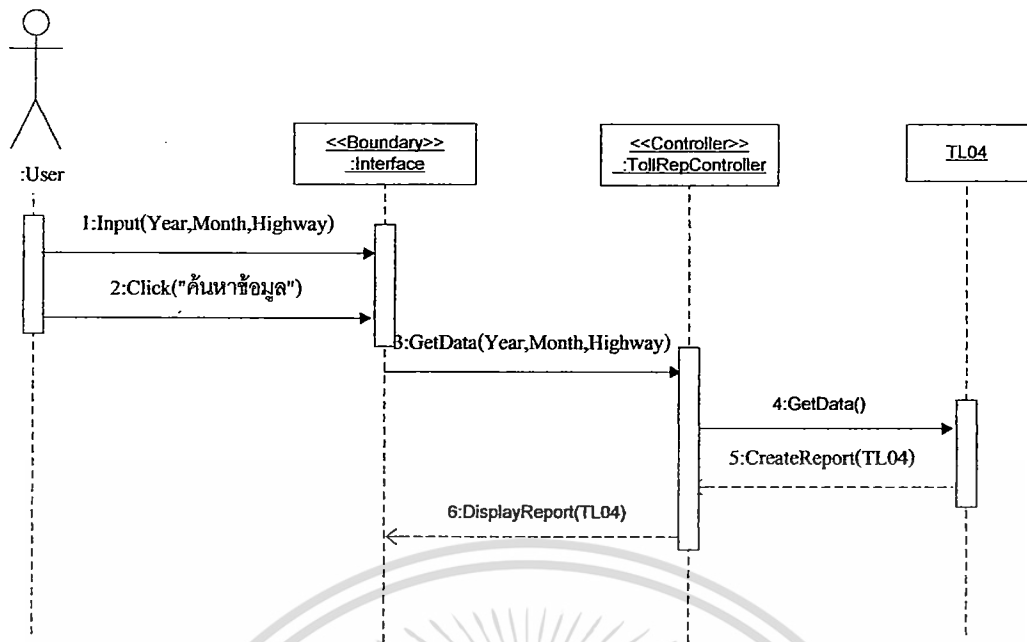 <<Boundary>>
:Interface
<<Controller>>
:TollRepController
TL04
:User
1:Input(Year,Month,Highway)
2:Click("ค้นหาข้อมูล")
3:GetData(Year,Month,Highway)
4:GetData()
5:CreateReport(TL04)
6:DisplayReport(TL04)